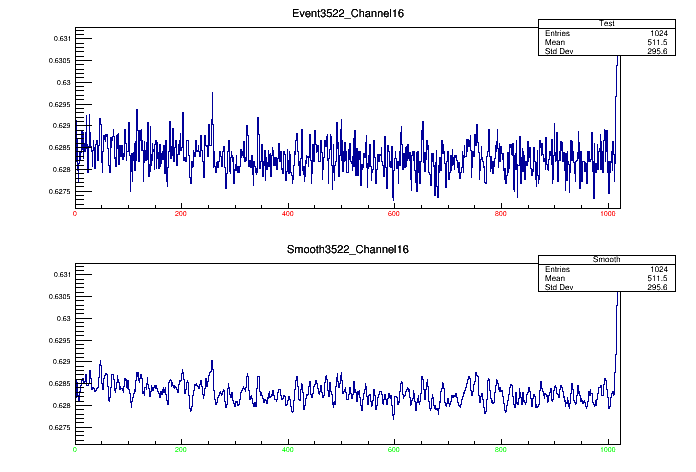 Event3522_Channel16
Test
Entries 1024
Mean 511.5
Std Dev 295.6
0.631
0.6305
0.63
0.6295
0.629
0.6285
0.628
0.6275
0 200 400 600 800 1000
Smooth3522_Channel16
Smooth
Entries 1024
Mean 511.5
Std Dev 295.6
0.631
0.6305
0.63
0.6295
0.629
0.6285
0.628
0.6275
0 200 400 600 800 1000